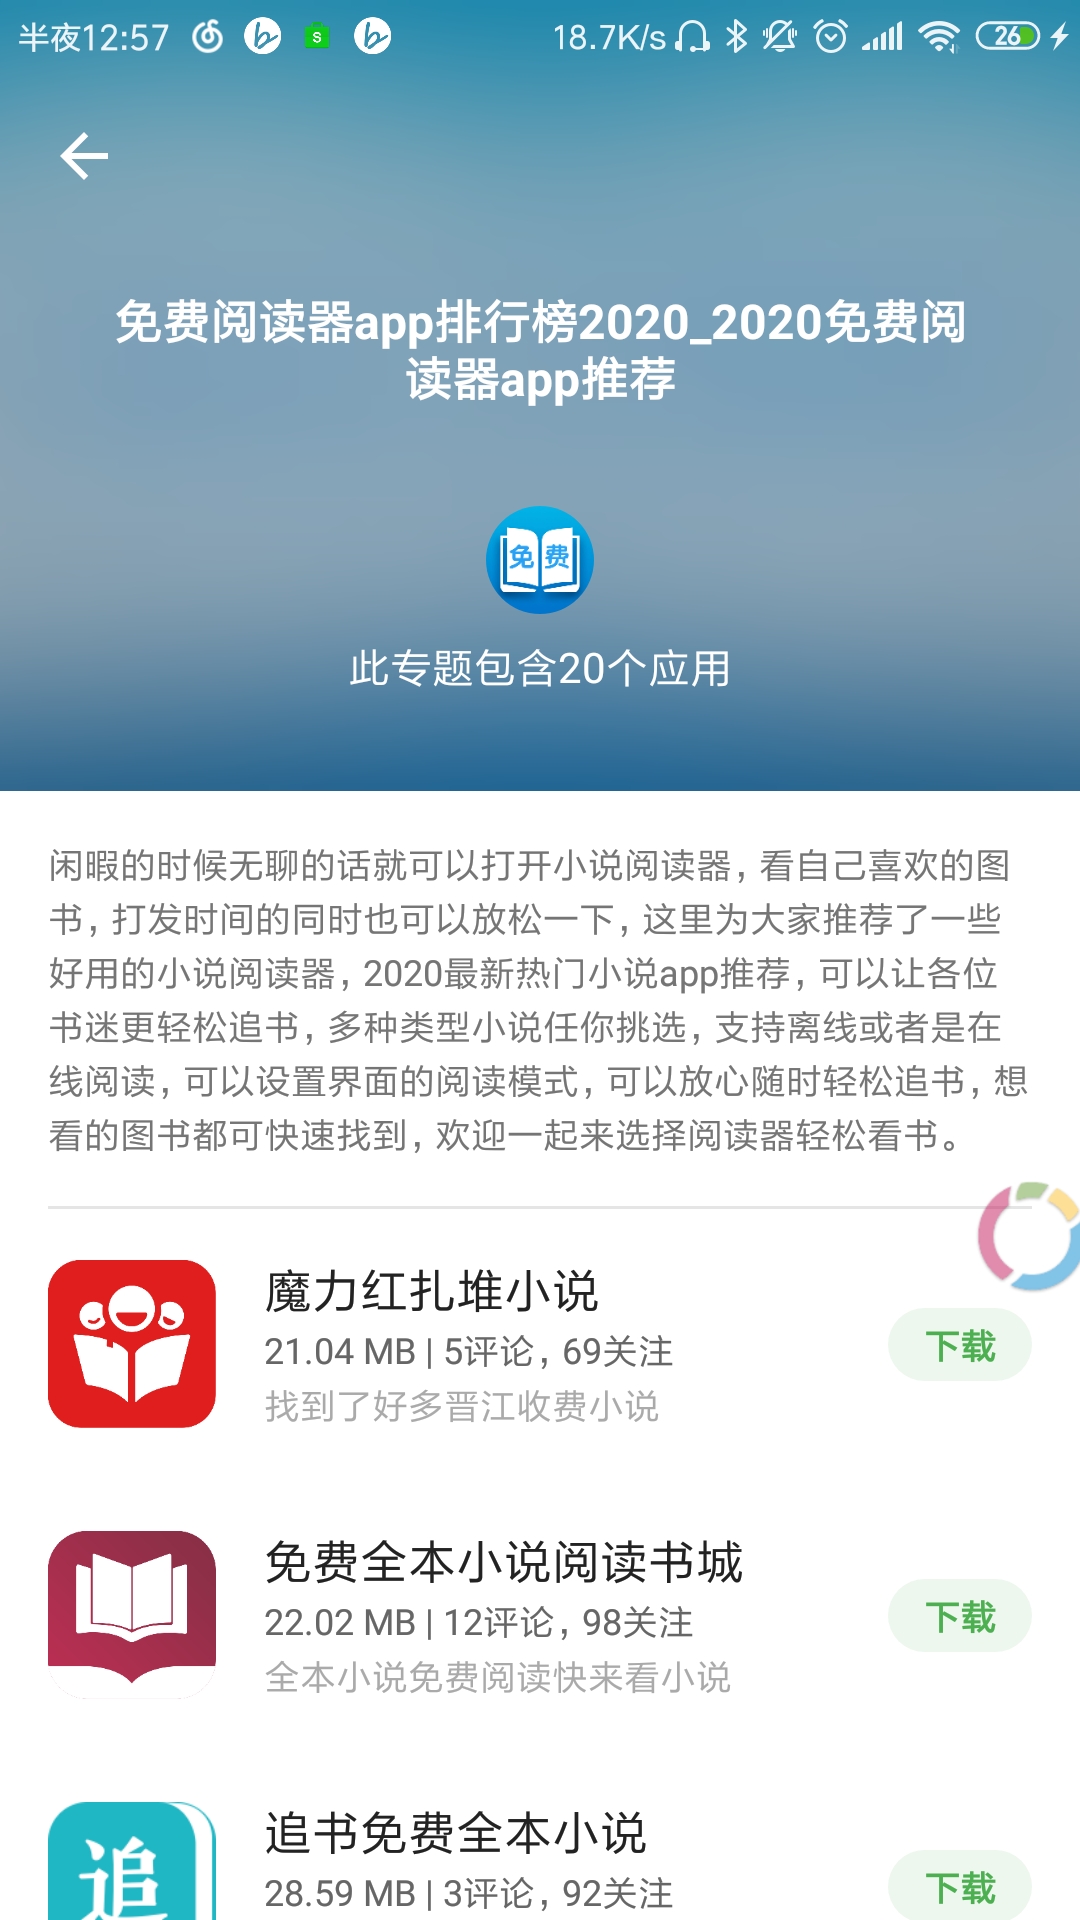 半夜12:57
18.7K/s
26
免费阅读器app排行榜2020_2020免费阅
读器app推荐
免费
此专题包含20个应用
闲暇的时候无聊的话就可以打开小说阅读器，看自己喜欢的图
书，打发时间的同时也可以放松一下，这里为大家推荐了一些
好用的小说阅读器，2020最新热门小说app推荐，可以让各位
书迷更轻松追书，多种类型小说任你挑选，支持离线或者是在
线阅读，可以设置界面的阅读模式，可以放心随时轻松追书，想
看的图书都可快速找到，欢迎一起来选择阅读器轻松看书。
魔力红扎堆小说
21.04 MB | 5评论，69关注
找到了好多晋江收费小说
下载
免费全本小说阅读书城
22.02 MB | 12评论，98关注
全本小说免费阅读快来看小说
下载
追
追书免费全本小说
28.59 MB | 3评论，92关注
下载